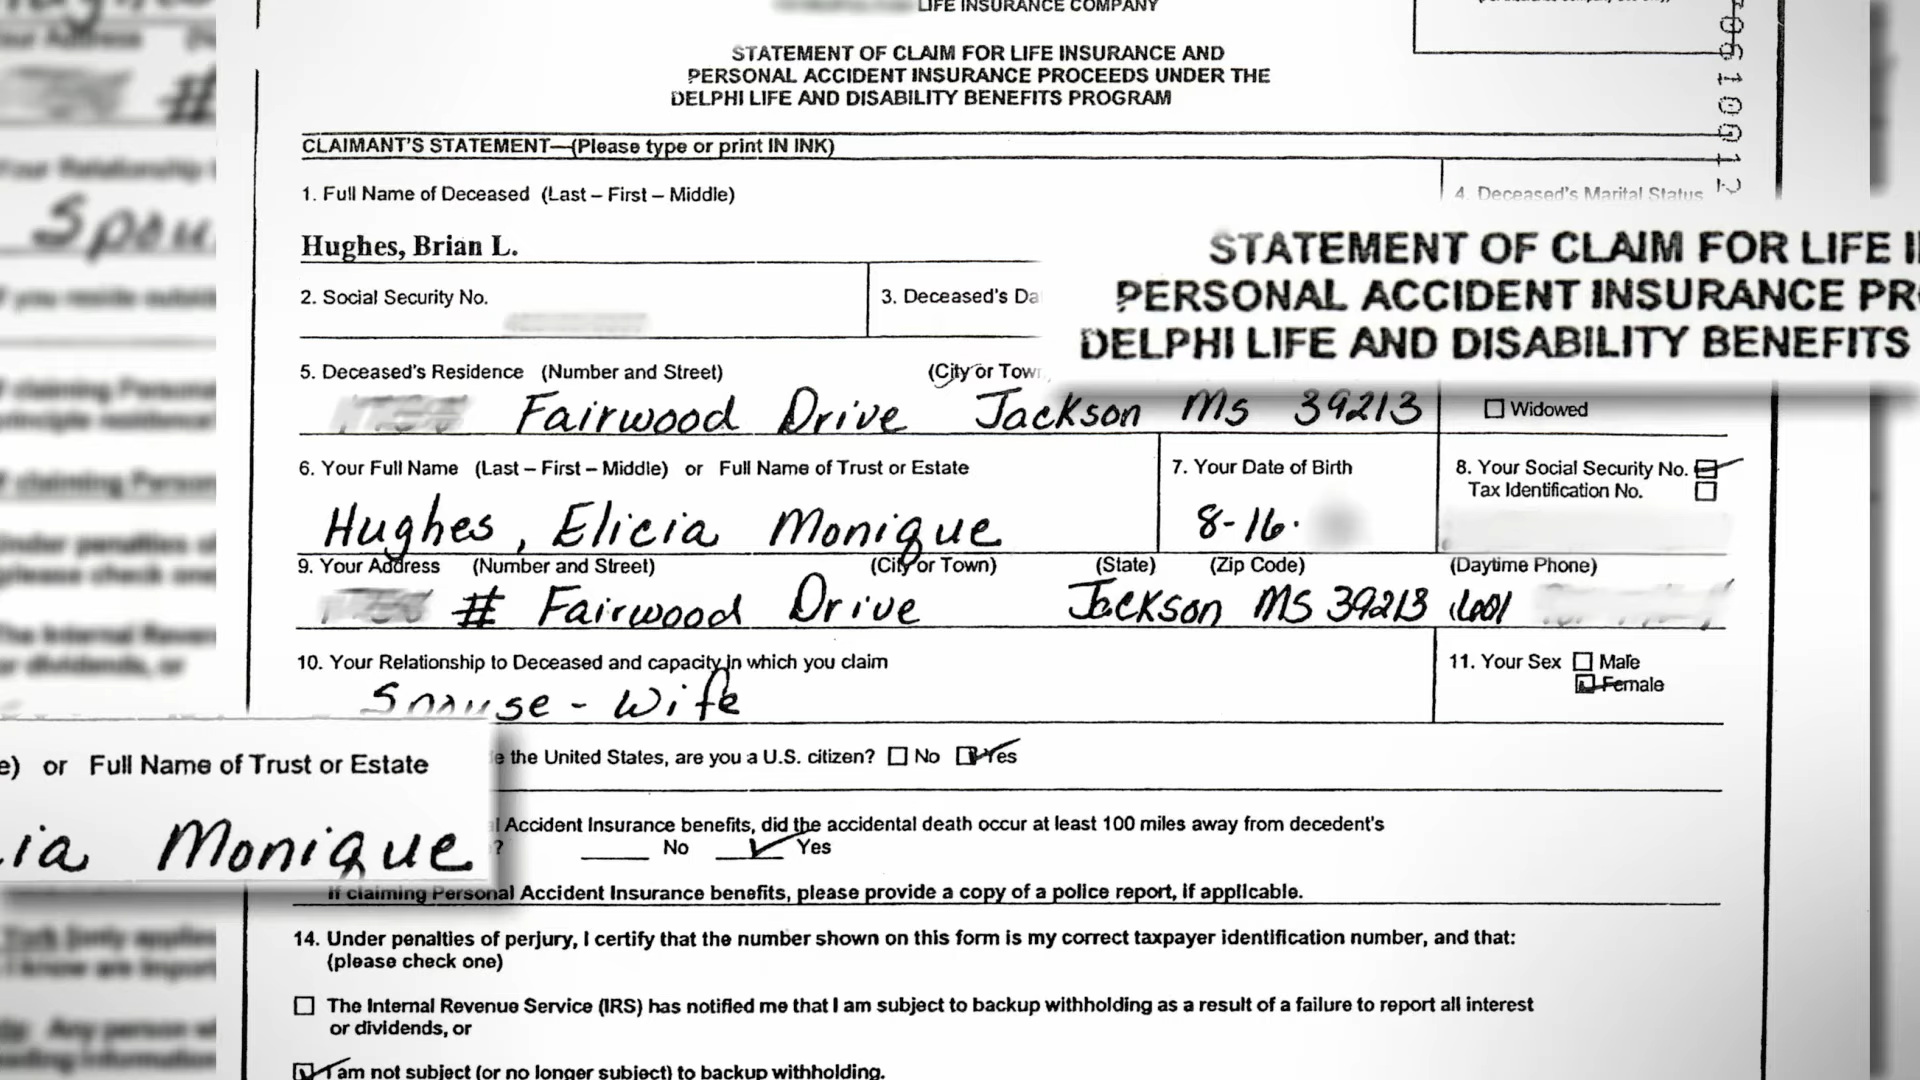 LIFE INSURANCE COMPANY
STATEMENT OF CLAIM FOR LIFE INSURANCE AND
PERSONAL ACCIDENT INSURANCE PROCEEDS UNDER THE
DELPHI LIFE AND DISABILITY BENEFITS PROGRAM
CLAIMANT'S STATEMENT—(Please type or print IN INK)
1. Full Name of Deceased (Last – First – Middle)
4. Deceased's Marital Status
Hughes, Brian L.
STATEMENT OF CLAIM FOR LIFE
PERSONAL ACCIDENT INSURANCE PR
DELPHI LIFE AND DISABILITY BENEFITS
2. Social Security No.
3. Deceased's Da
5. Deceased's Residence (Number and Street) (City or Tow
Fairwood Drive Jackson Ms 39213
Widowed
6. Your Full Name (Last – First – Middle) or Full Name of Trust or Estate
7. Your Date of Birth
8. Your Social Security No.
Tax Identification No.
Hughes, Elicia Monique
8-16.
9. Your Address (Number and Street) (City or Town) (State) (Zip Code) (Daytime Phone)
# Fairwood Drive Jackson MS 39213
10. Your Relationship to Deceased and capacity in which you claim
11. Your Sex Male
Female
Spouse - Wife
the United States, are you a U.S. citizen? No Yes
e) or Full Name of Trust or Estate
ia Monique
Accident Insurance benefits, did the accidental death occur at least 100 miles away from decedent's
? No Yes
If claiming Personal Accident Insurance benefits, please provide a copy of a police report, if applicable.
14. Under penalties of perjury, I certify that the number shown on this form is my correct taxpayer identification number, and that:
(please check one)
The Internal Revenue Service (IRS) has notified me that I am subject to backup withholding as a result of a failure to report all interest
or dividends, or
I am not subject (or no longer subject) to backup withholding.